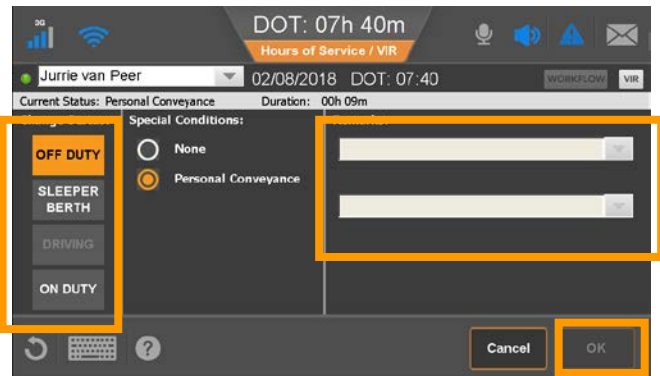 3G
DOT: 07h 40m
Hours of Service / VIR
Jurrie van Peer
02/08/2018 DOT: 07:40
WORKFLOW
VIR
Current Status: Personal Conveyance
Duration: 00h 09m
Special Conditions:
Remarks:
OFF DUTY
SLEEPER
BERTH
DRIVING
ON DUTY
None
Personal Conveyance
?
Cancel
OK